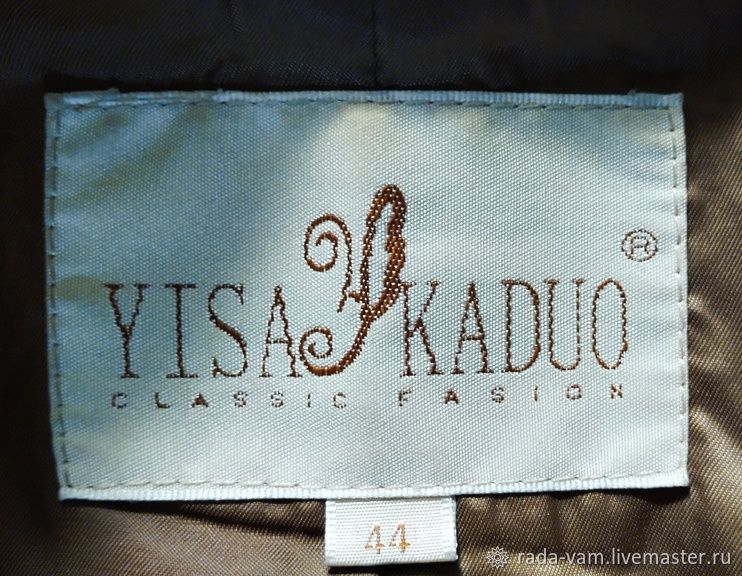 YISA KADUO ®
CLASSIC FASION
44
rada-vam.livemaster.ru